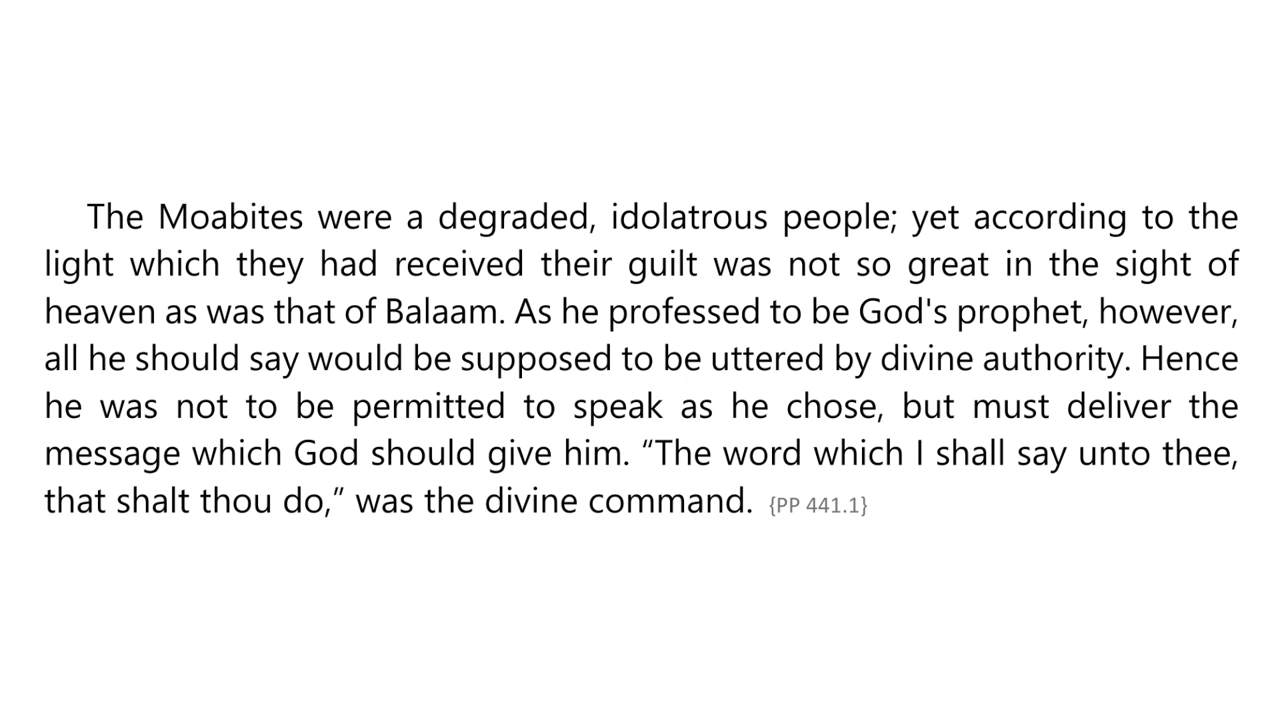 The Moabites were a degraded, idolatrous people; yet according to the
light which they had received their guilt was not so great in the sight of
heaven as was that of Balaam. As he professed to be God's prophet, however,
all he should say would be supposed to be uttered by divine authority. Hence
he was not to be permitted to speak as he chose, but must deliver the
message which God should give him. “The word which I shall say unto thee,
that shalt thou do,” was the divine command. {PP 441.1}